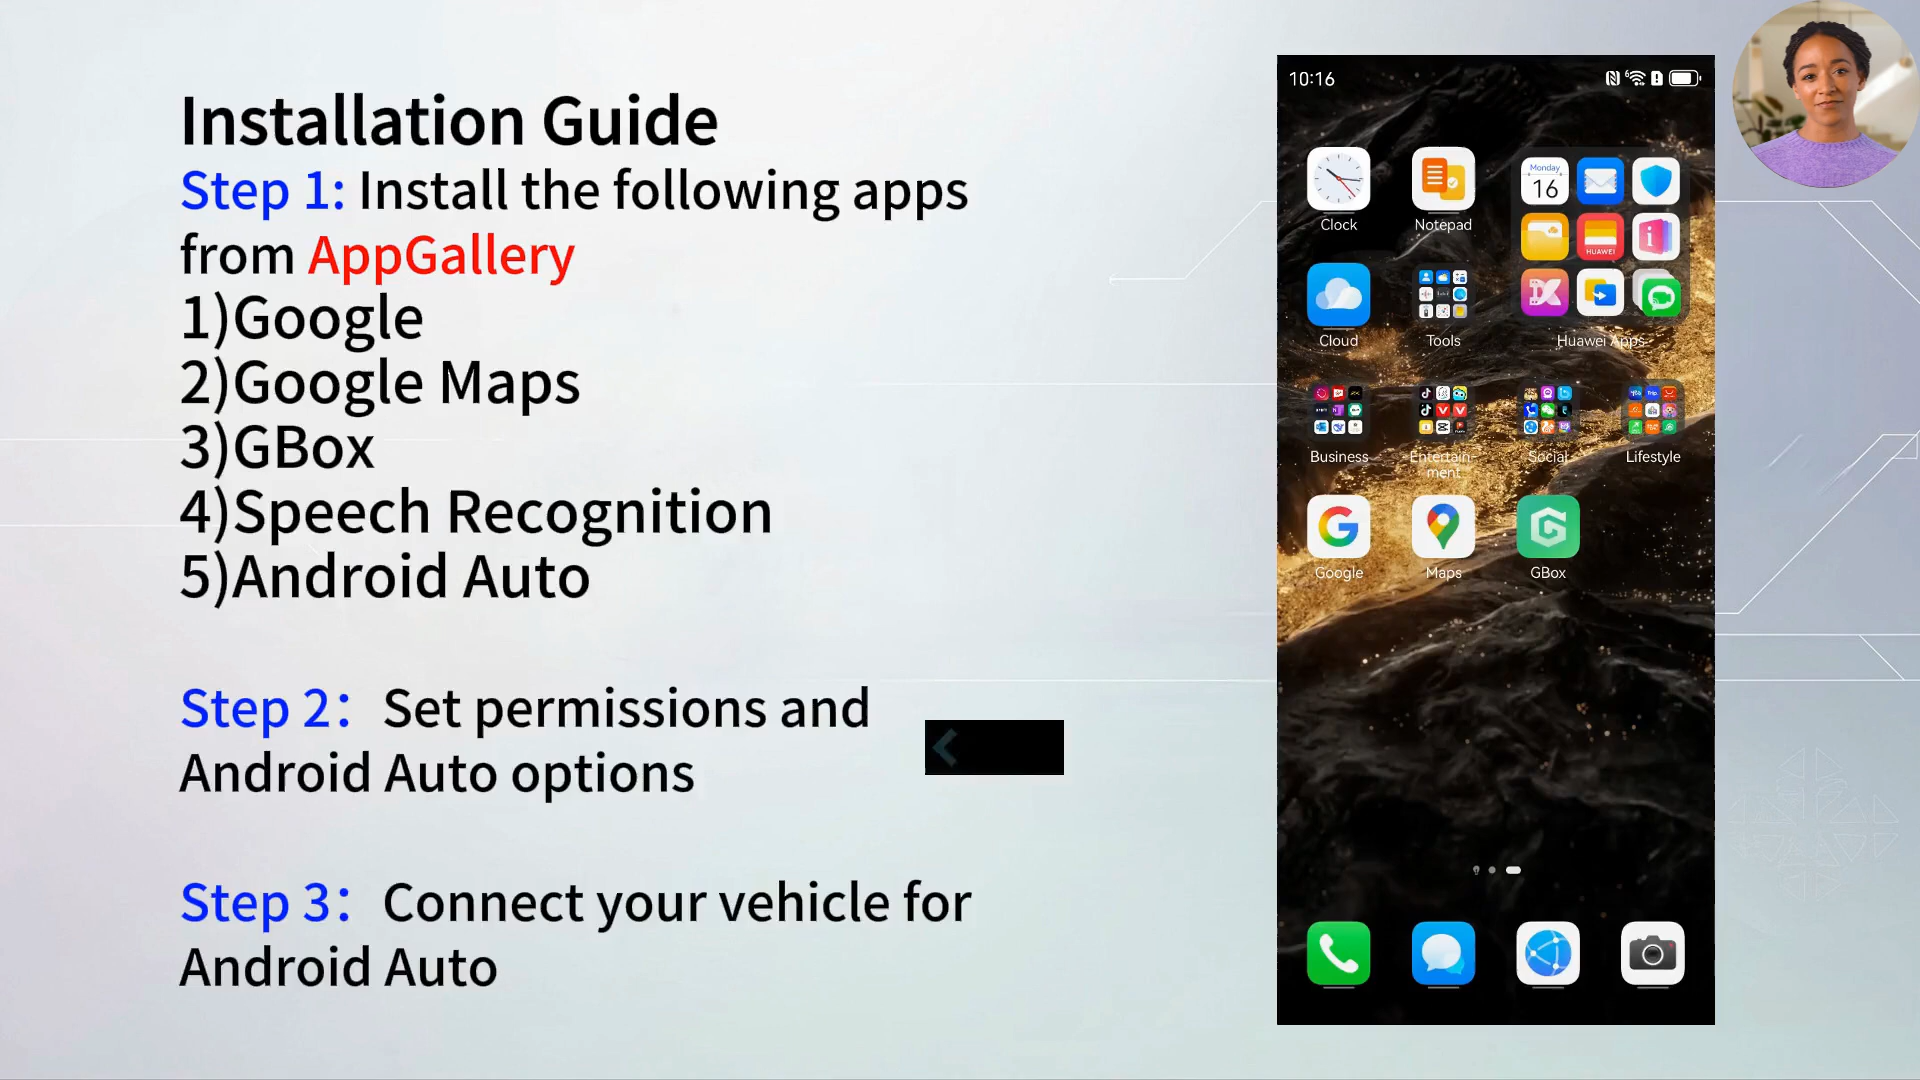 Installation Guide
Step 1: Install the following apps
from AppGallery
1)Google
2)Google Maps
3)GBox
4)Speech Recognition
5)Android Auto
Step 2： Set permissions and
Android Auto options
Step 3： Connect your vehicle for
Android Auto
10:16
Monday
16
HUAWEI
Clock
Notepad
Cloud
Tools
Huawei Apps
Business
Entertain-
ment
Social
Lifestyle
Google
Maps
GBox